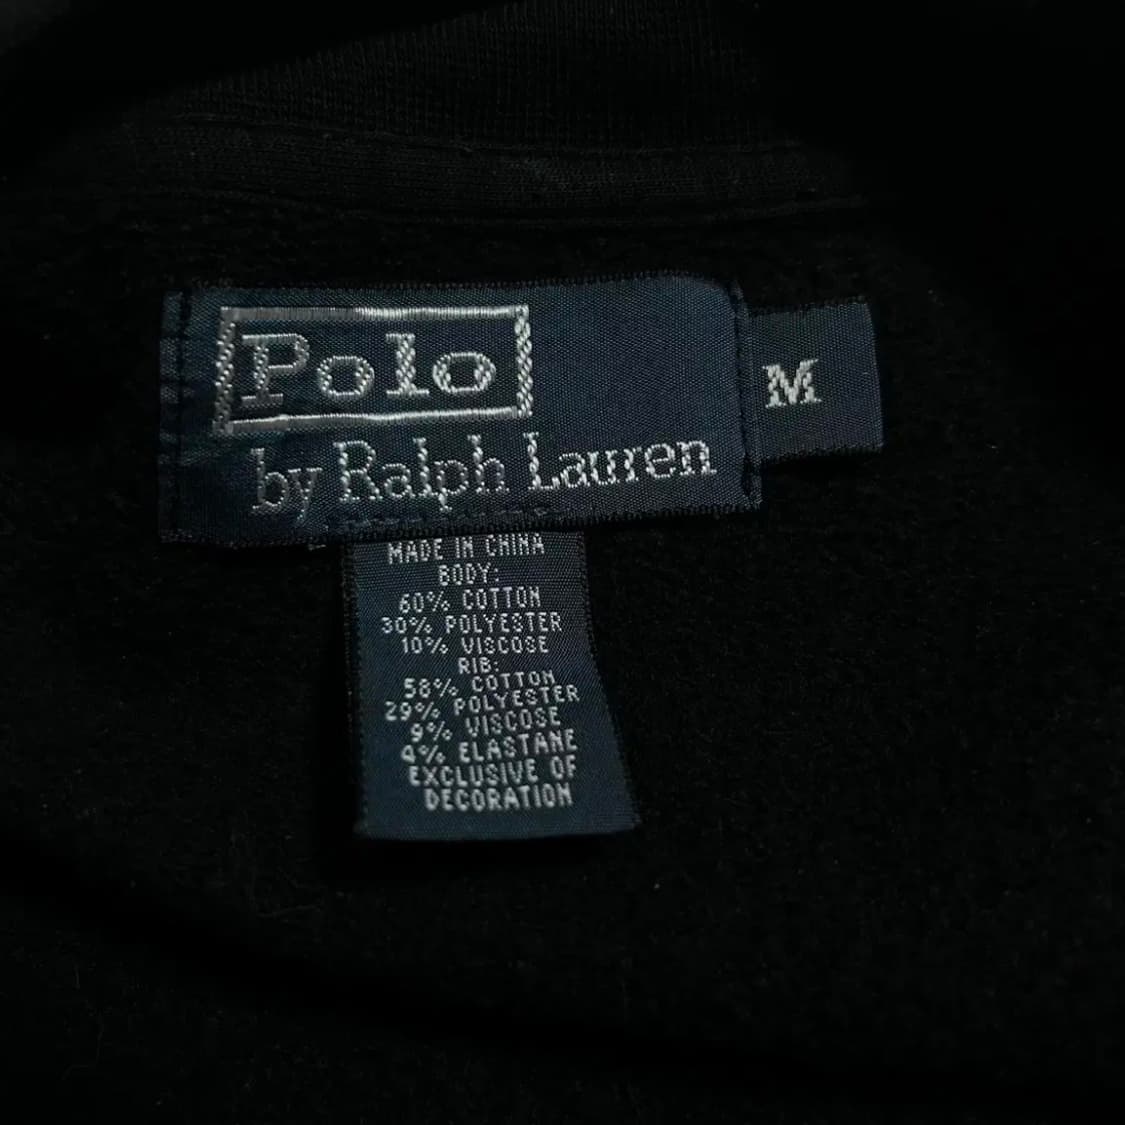 Polo
by Ralph Lauren
M
MADE IN CHINA
BODY:
60% COTTON
30% POLYESTER
10% VISCOSE
RIB:
58% COTTON
29% POLYESTER
9% VISCOSE
4% ELASTANE
EXCLUSIVE OF
DECORATION